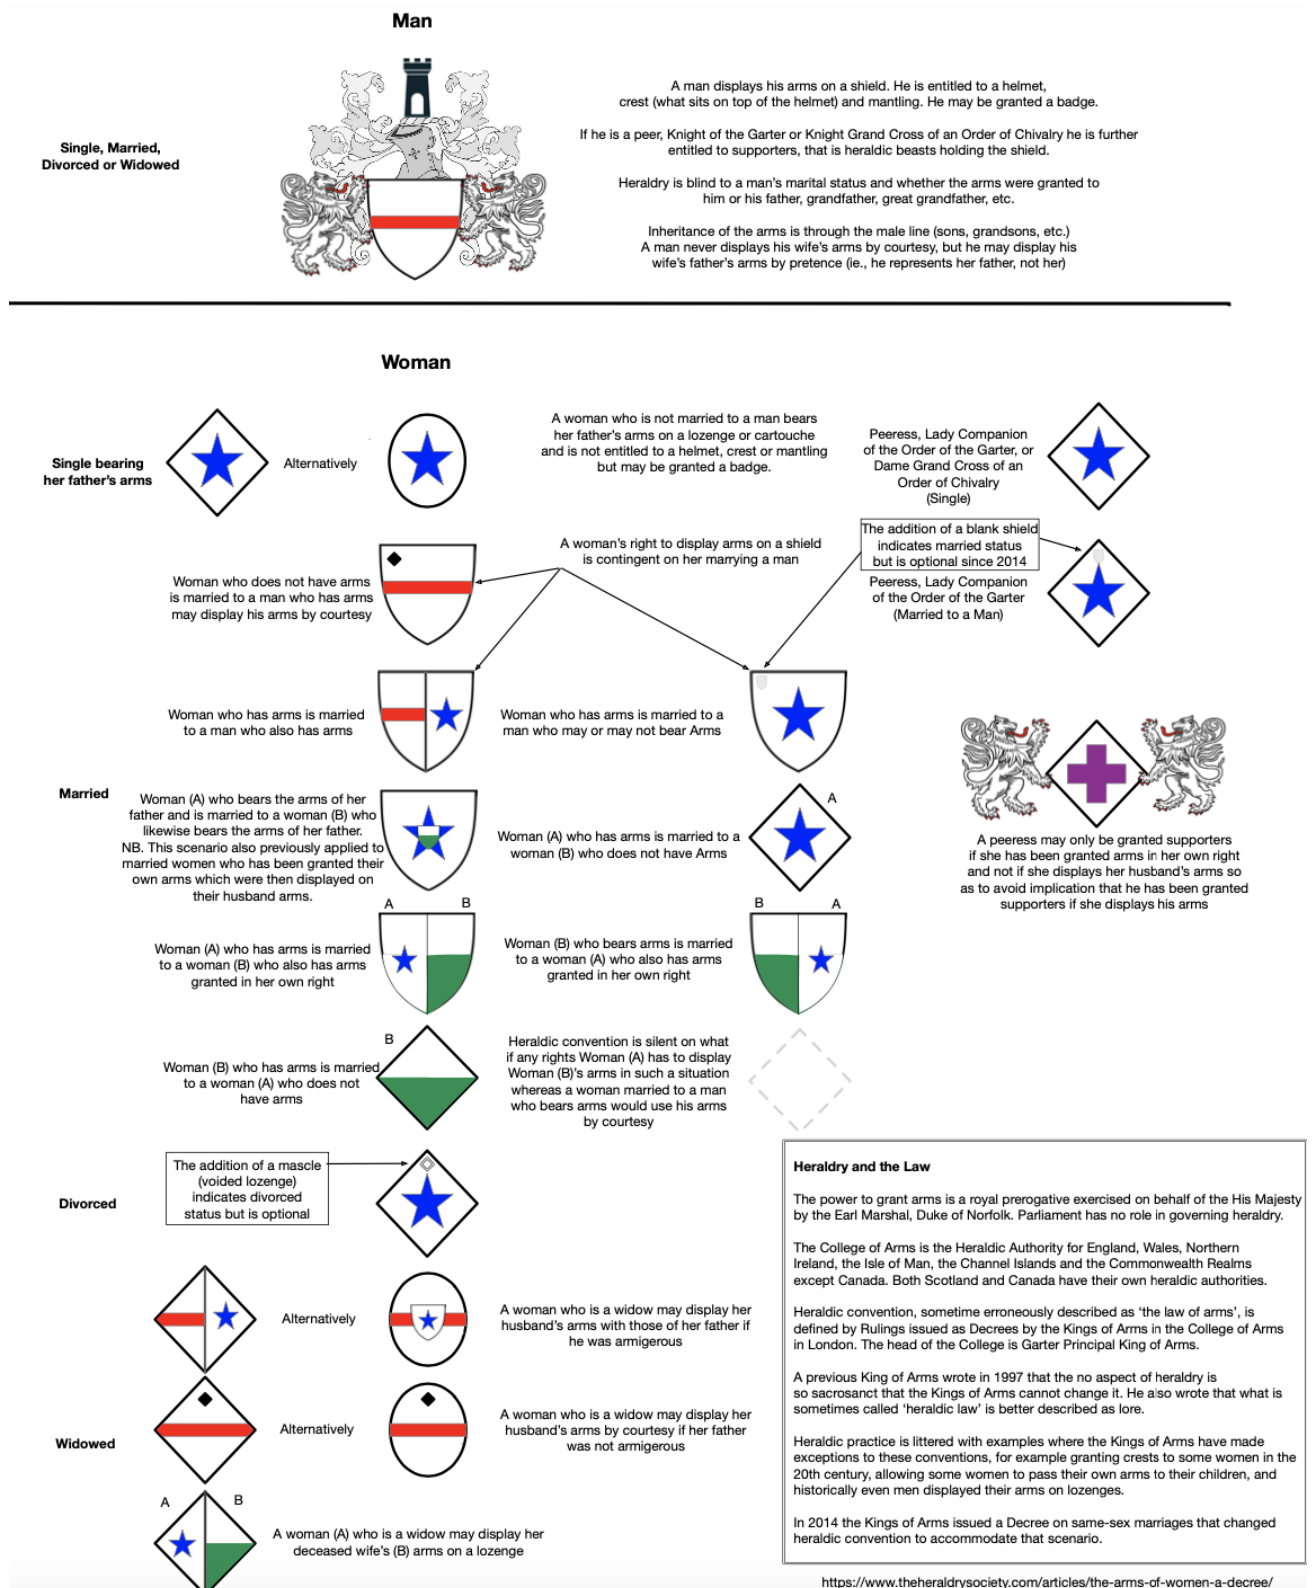 Man
Single, Married,
Divorced or Widowed
A man displays his arms on a shield. He is entitled to a helmet,
crest (what sits on top of the helmet) and mantling. He may be granted a badge.
If he is a peer, Knight of the Garter or Knight Grand Cross of an Order of Chivalry he is further
entitled to supporters, that is heraldic beasts holding the shield.
Heraldry is blind to a man's marital status and whether the arms were granted to
him or his father, grandfather, great grandfather, etc.
Inheritance of the arms is through the male line (sons, grandsons, etc.)
A man never displays his wife's arms by courtesy, but he may display his
wife's father's arms by pretence (ie., he represents her father, not her)
Woman
Single bearing
her father's arms
Alternatively
A woman who is not married to a man bears
her father's arms on a lozenge or cartouche
and is not entitled to a helmet, crest or mantling
but may be granted a badge.
Peeress, Lady Companion
of the Order of the Garter, or
Dame Grand Cross of an
Order of Chivalry
(Single)
Woman who does not have arms
is married to a man who has arms
may display his arms by courtesy
A woman's right to display arms on a shield
is contingent on her marrying a man
The addition of a blank shield
indicates married status
but is optional since 2014
Peeress, Lady Companion
of the Order of the Garter
(Married to a Man)
Woman who has arms is married
to a man who also has arms
Woman who has arms is married to a
man who may or may not bear Arms
Married
Woman (A) who bears the arms of her
father and is married to a woman (B) who
likewise bears the arms of her father.
NB. This scenario also previously applied to
married women who has been granted their
own arms which were then displayed on
their husband arms.
Woman (A) who has arms is married to a
woman (B) who does not have Arms
A
A peeress may only be granted supporters
if she has been granted arms in her own right
and not if she displays her husband's arms so
as to avoid implication that he has been granted
supporters if she displays his arms
A B
Woman (A) who has arms is married
to a woman (B) who also has arms
granted in her own right
B A
Woman (B) who bears arms is married
to a woman (A) who also has arms
granted in her own right
B
Woman (B) who has arms is married
to a woman (A) who does not
have arms
Heraldic convention is silent on what
if any rights Woman (A) has to display
Woman (B)'s arms in such a situation
whereas a woman married to a man
who bears arms would use his arms
by courtesy
Divorced
The addition of a mascle
(voided lozenge)
indicates divorced
status but is optional
Alternatively
A woman who is a widow may display her
husband's arms with those of her father if
he was armigerous
Widowed
Alternatively
A woman who is a widow may display her
husband's arms by courtesy if her father
was not armigerous
A B
A woman (A) who is a widow may display her
deceased wife's (B) arms on a lozenge
Heraldry and the Law
The power to grant arms is a royal prerogative exercised on behalf of the His Majesty
by the Earl Marshal, Duke of Norfolk. Parliament has no role in governing heraldry.
The College of Arms is the Heraldic Authority for England, Wales, Northern
Ireland, the Isle of Man, the Channel Islands and the Commonwealth Realms
except Canada. Both Scotland and Canada have their own heraldic authorities.
Heraldic convention, sometime erroneously described as 'the law of arms', is
defined by Rulings issued as Decrees by the Kings of Arms in the College of Arms
in London. The head of the College is Garter Principal King of Arms.
A previous King of Arms wrote in 1997 that the no aspect of heraldry is
so sacrosanct that the Kings of Arms cannot change it. He also wrote that what is
sometimes called 'heraldic law' is better described as lore.
Heraldic practice is littered with examples where the Kings of Arms have made
exceptions to these conventions, for example granting crests to some women in the
20th century, allowing some women to pass their own arms to their children, and
historically even men displayed their arms on lozenges.
In 2014 the Kings of Arms issued a Decree on same-sex marriages that changed
heraldic convention to accommodate that scenario.
https://www.theheraldrysociety.com/articles/the-arms-of-women-a-decree/